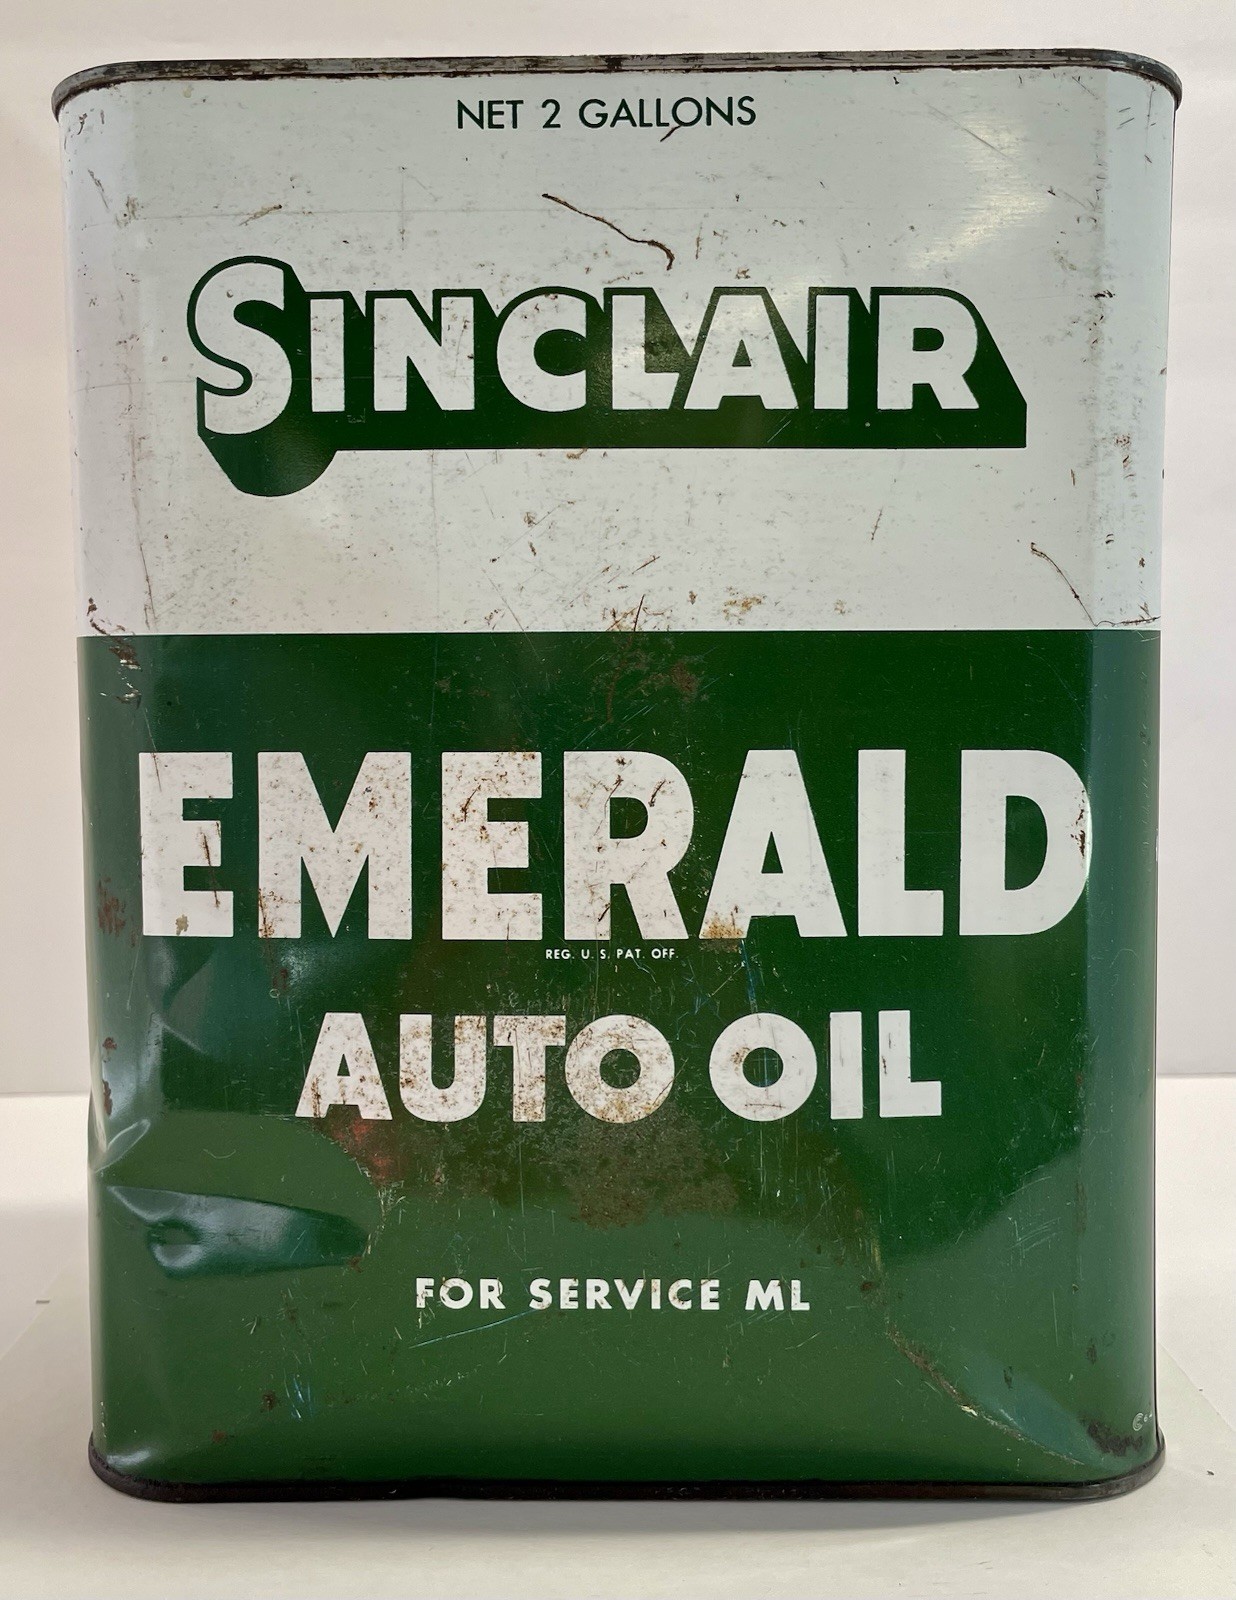 NET 2 GALLONS
SINCLAIR
EMERALD
REG. U. S. PAT. OFF.
AUTO OIL
FOR SERVICE ML